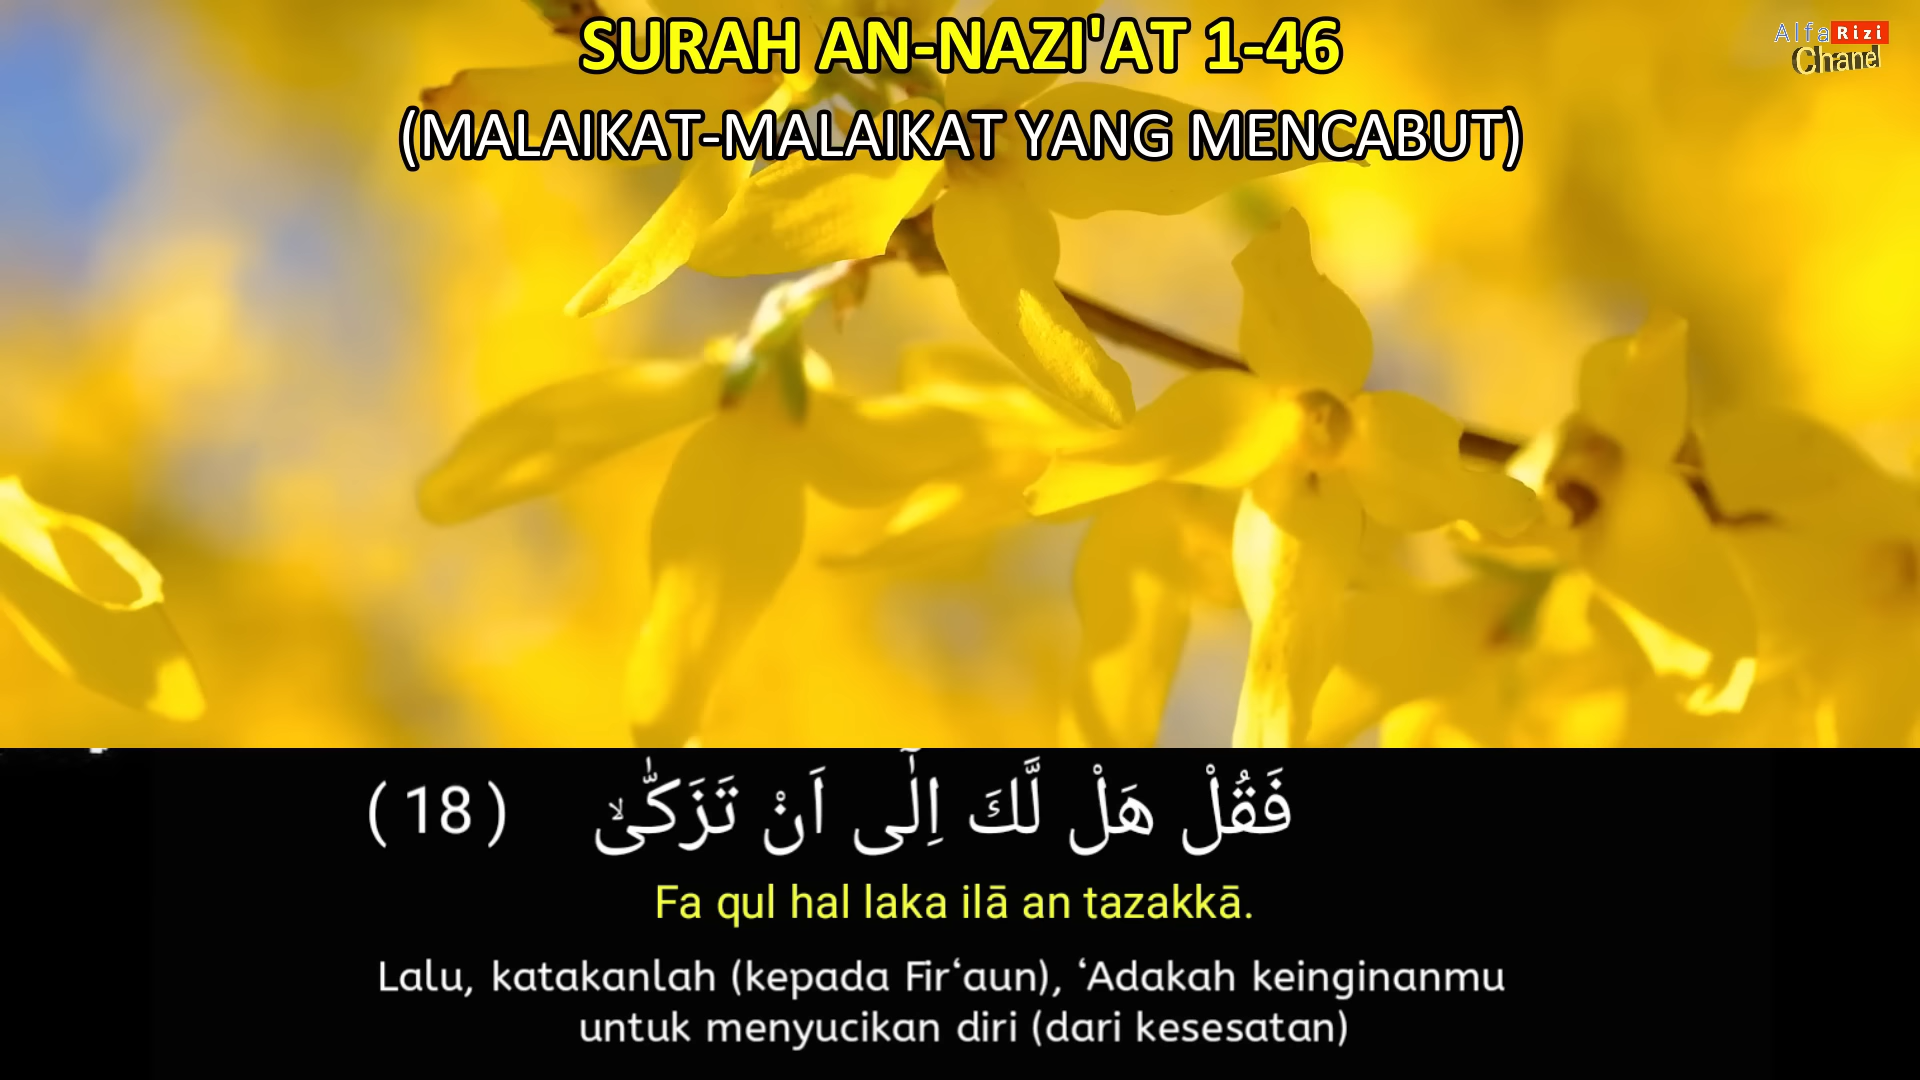 SURAH AN-NAZI'AT 1-46
Alfa Rizi
Chanel
(MALAIKAT-MALAIKAT YANG MENCABUT)
فَقُلْ هَلْ لَّكَ اِلٰٓى اَنْ تَزَكّٰىۙ (18)
Fa qul hal laka ilā an tazakkā.
Lalu, katakanlah (kepada Fir‘aun), ‘Adakah keinginanmu
untuk menyucikan diri (dari kesesatan)